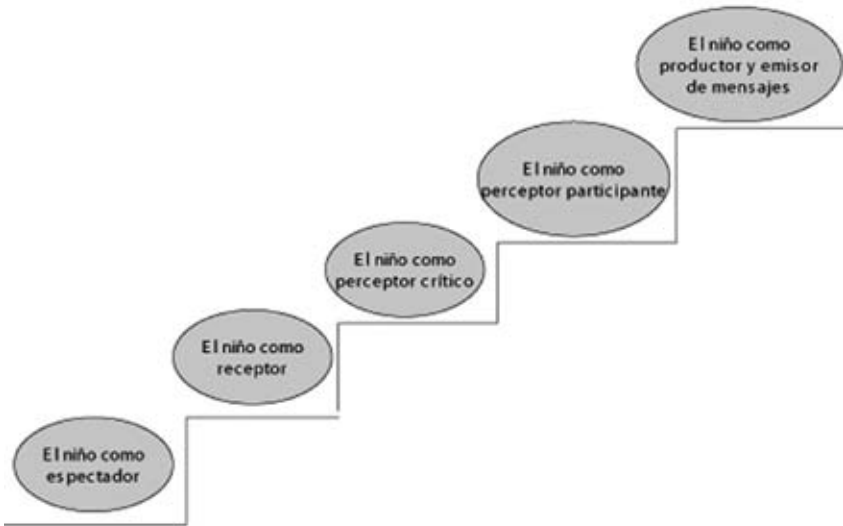 El niño como
productor y emisor
de mensajes
El niño como
perceptor participante
El niño como
perceptor crítico
El niño como
receptor
El niño como
espectador